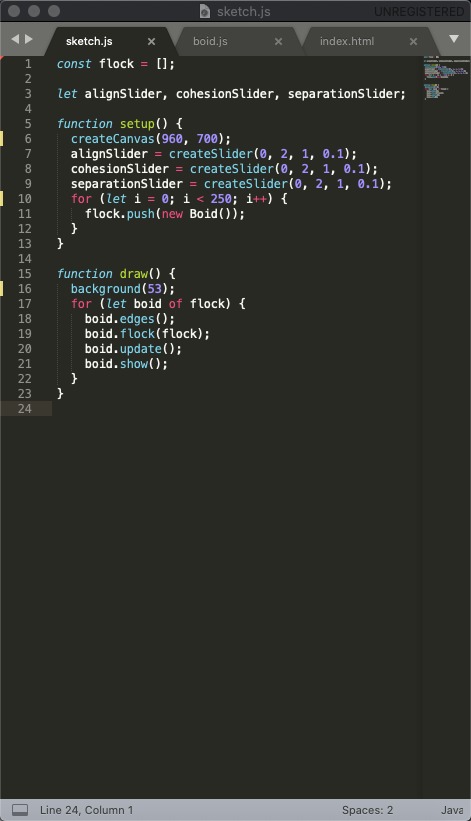 sketch.js
UNREGISTERED
sketch.js
boid.js
index.html
1 const flock = [];
2
3 let alignSlider, cohesionSlider, separationSlider;
4
5 function setup() {
6   createCanvas(960, 700);
7   alignSlider = createSlider(0, 2, 1, 0.1);
8   cohesionSlider = createSlider(0, 2, 1, 0.1);
9   separationSlider = createSlider(0, 2, 1, 0.1);
10   for (let i = 0; i < 250; i++) {
11     flock.push(new Boid());
12   }
13 }
14
15 function draw() {
16   background(53);
17   for (let boid of flock) {
18     boid.edges();
19     boid.flock(flock);
20     boid.update();
21     boid.show();
22   }
23 }
24
Line 24, Column 1 Spaces: 2 Java